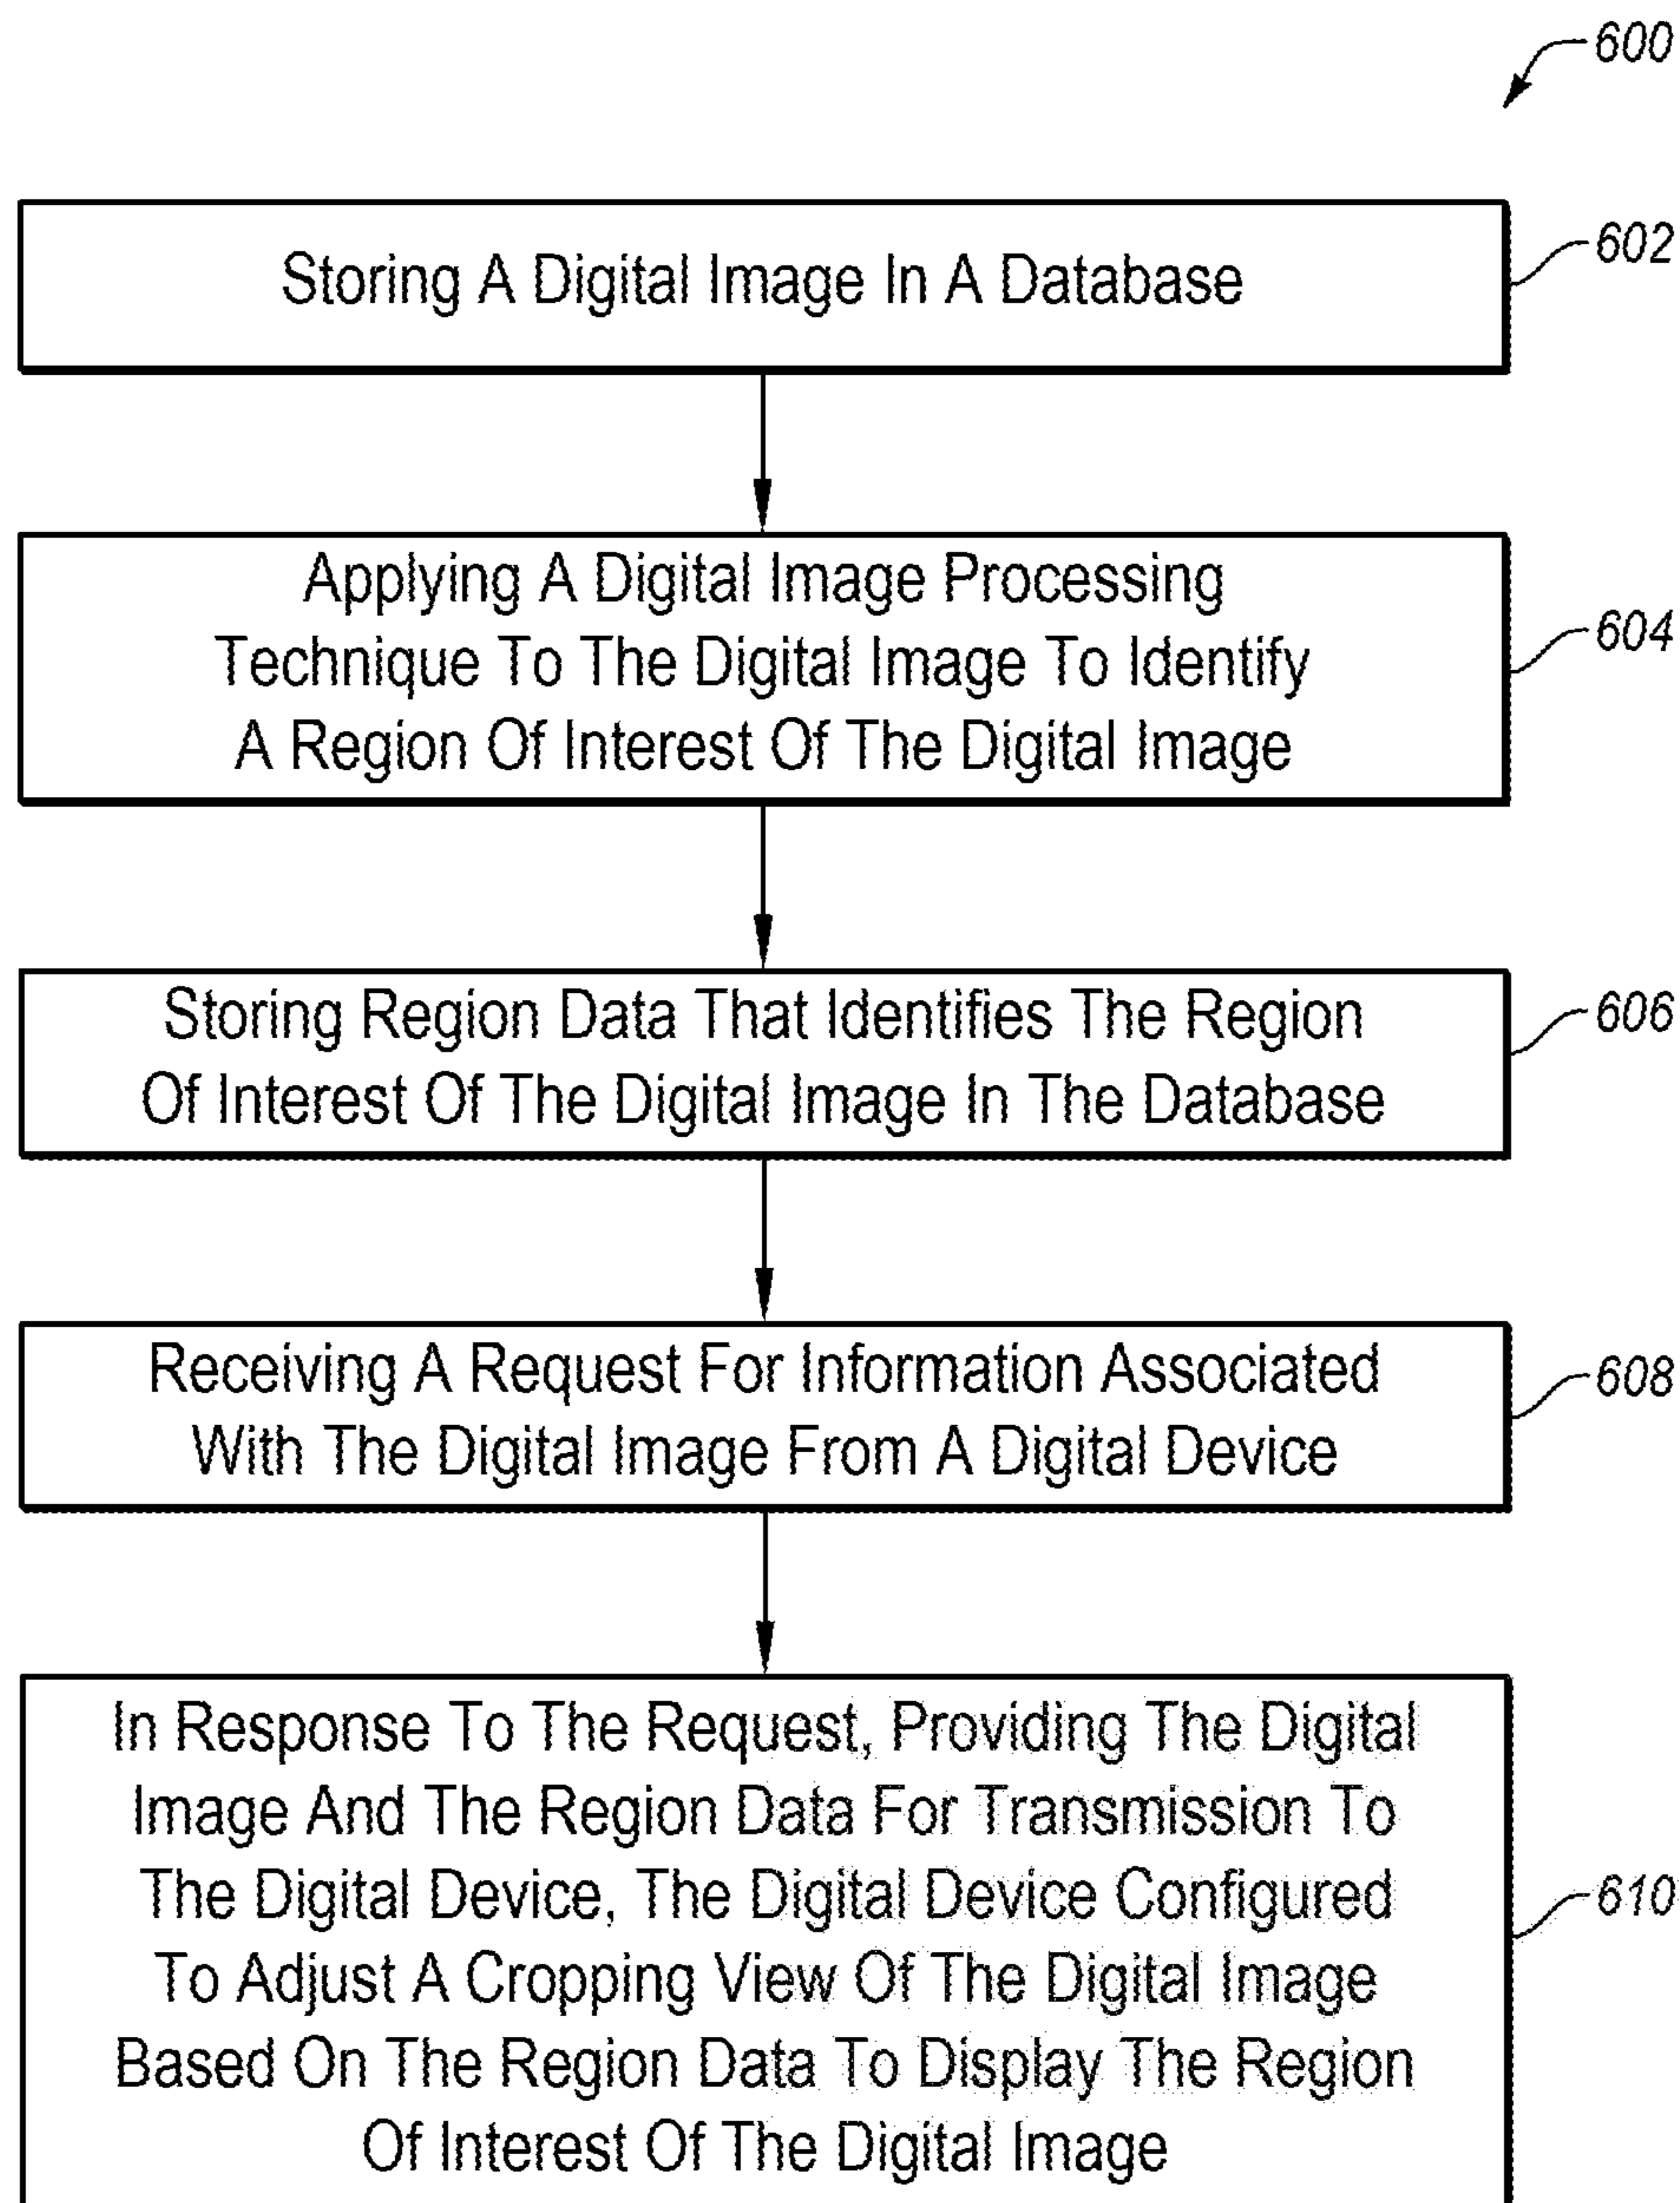 600
Storing A Digital Image In A Database
602
Applying A Digital Image Processing
Technique To The Digital Image To Identify
A Region Of Interest Of The Digital Image
604
Storing Region Data That Identifies The Region
Of Interest Of The Digital Image In The Database
606
Receiving A Request For Information Associated
With The Digital Image From A Digital Device
608
In Response To The Request, Providing The Digital
Image And The Region Data For Transmission To
The Digital Device, The Digital Device Configured
To Adjust A Cropping View Of The Digital Image
Based On The Region Data To Display The Region
Of Interest Of The Digital Image
610